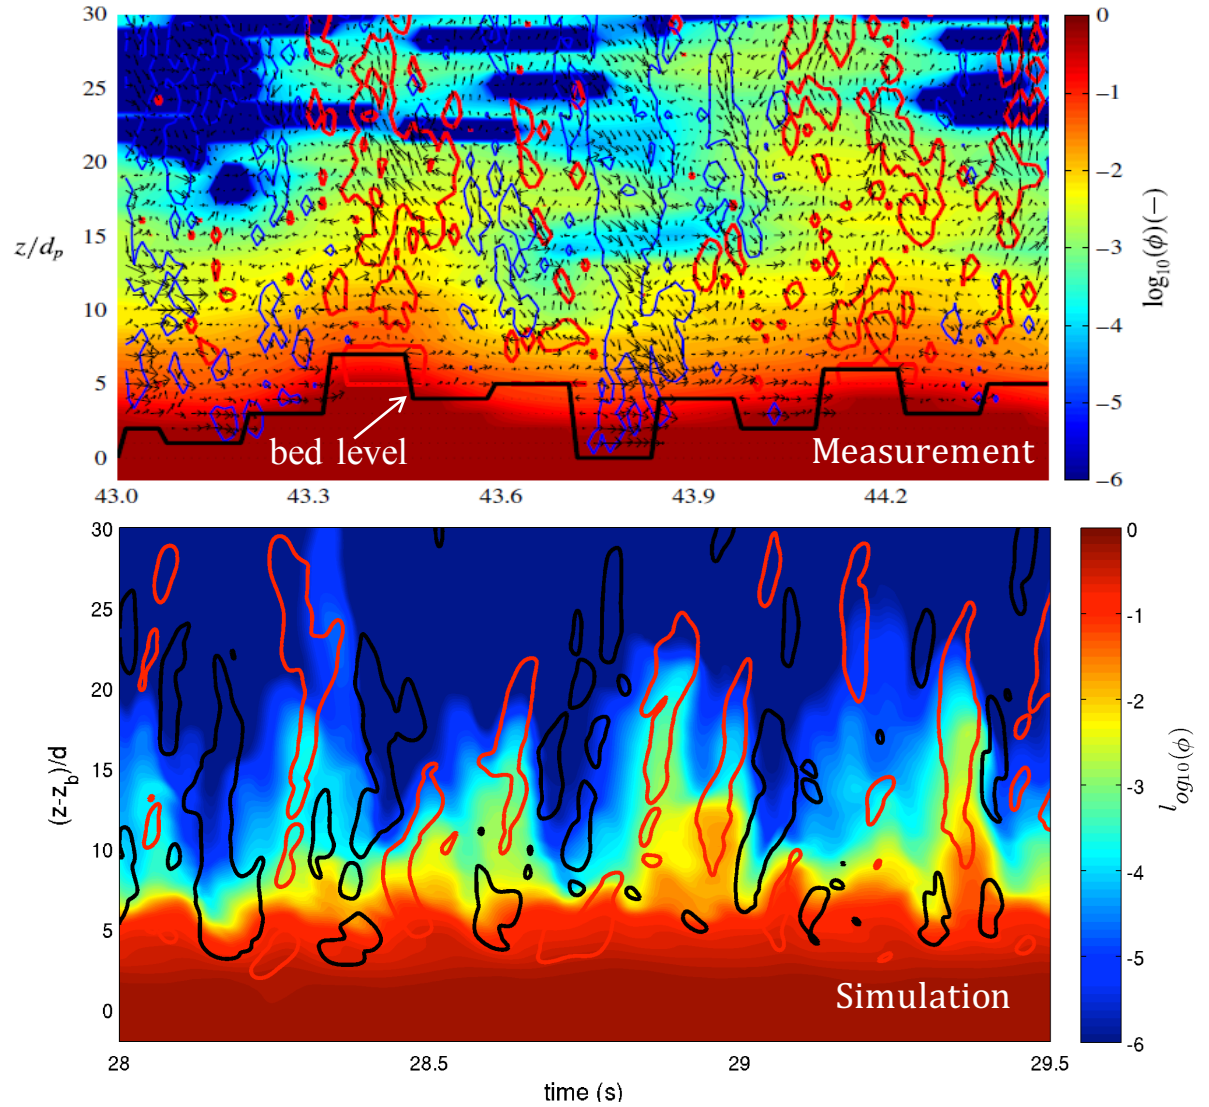 30
25
20
15
10
5
0
z/d_p
bed level
Measurement
43.0 43.3 43.6 43.9 44.2
0
−1
−2
−3
−4
−5
−6
log₁₀(ϕ)(−)
30
25
20
15
10
5
0
(z-z_b)/d
Simulation
28 28.5 29 29.5
time (s)
0
-1
-2
-3
-4
-5
-6
l_og10(ϕ)